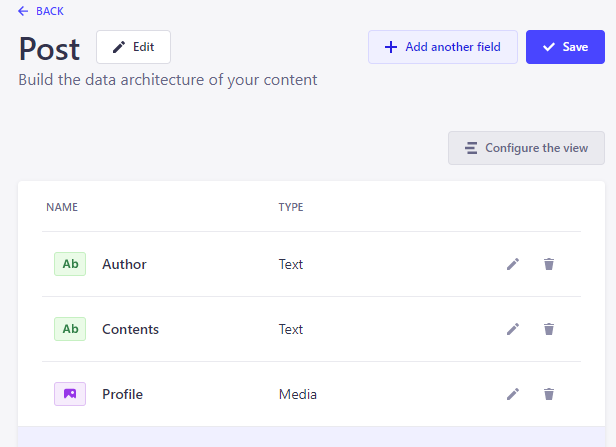 BACK
Post
Edit
Add another field
Save
Build the data architecture of your content
Configure the view
NAME TYPE
Ab Author Text
Ab Contents Text
Profile Media